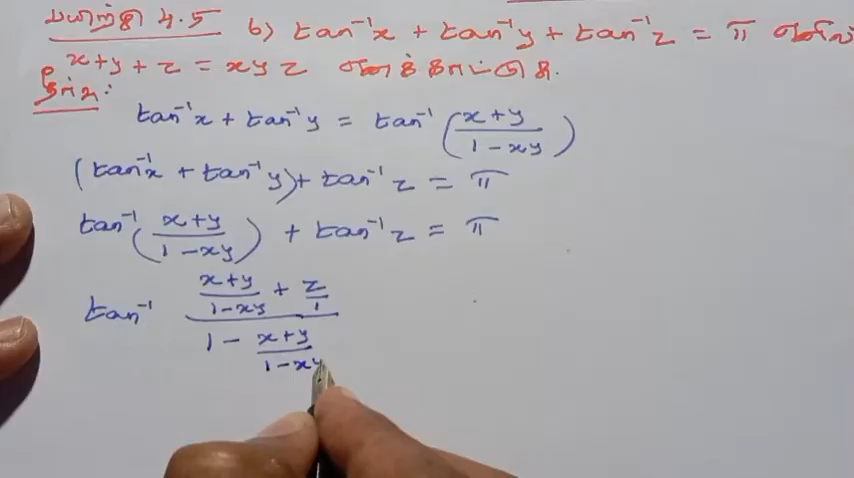 பயிற்சி 4.5 6) tan⁻¹x + tan⁻¹y + tan⁻¹z = π எனில்
x+y+z = xyz எனக் காட்டுக.
தீர்வு:
tan⁻¹x + tan⁻¹y = tan⁻¹((x+y)/(1-xy))
(tan⁻¹x + tan⁻¹y) + tan⁻¹z = π
tan⁻¹((x+y)/(1-xy)) + tan⁻¹z = π
tan⁻¹ ((x+y)/(1-xy) + z/1)/(1 - (x+y)/(1-xy))